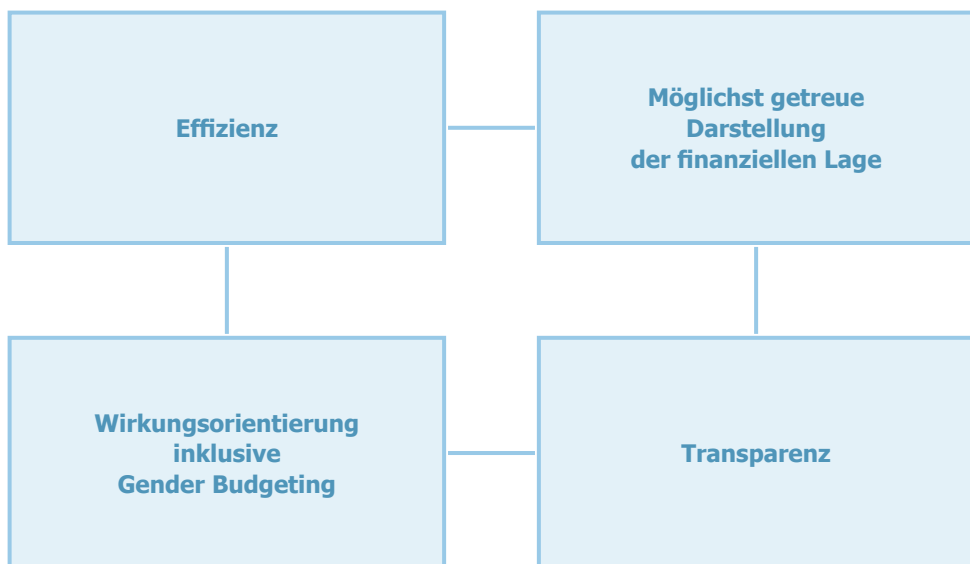 Effizienz
Möglichst getreue
Darstellung
der finanziellen Lage
Wirkungsorientierung
inklusive
Gender Budgeting
Transparenz